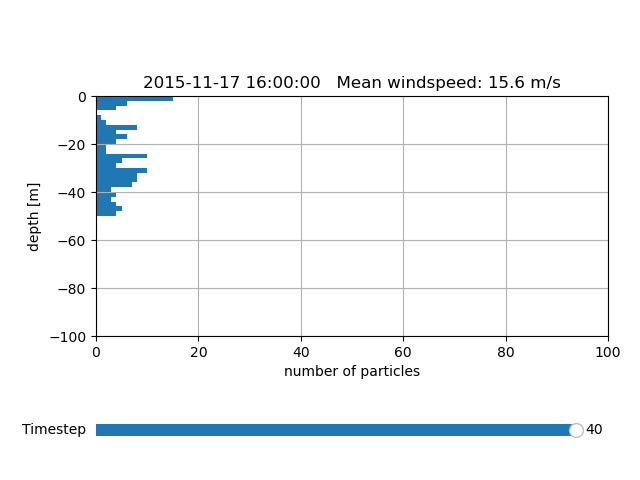 2015-11-17 16:00:00   Mean windspeed: 15.6 m/s
0
−20
−40
−60
−80
−100
depth [m]
0 20 40 60 80 100
number of particles
Timestep 40